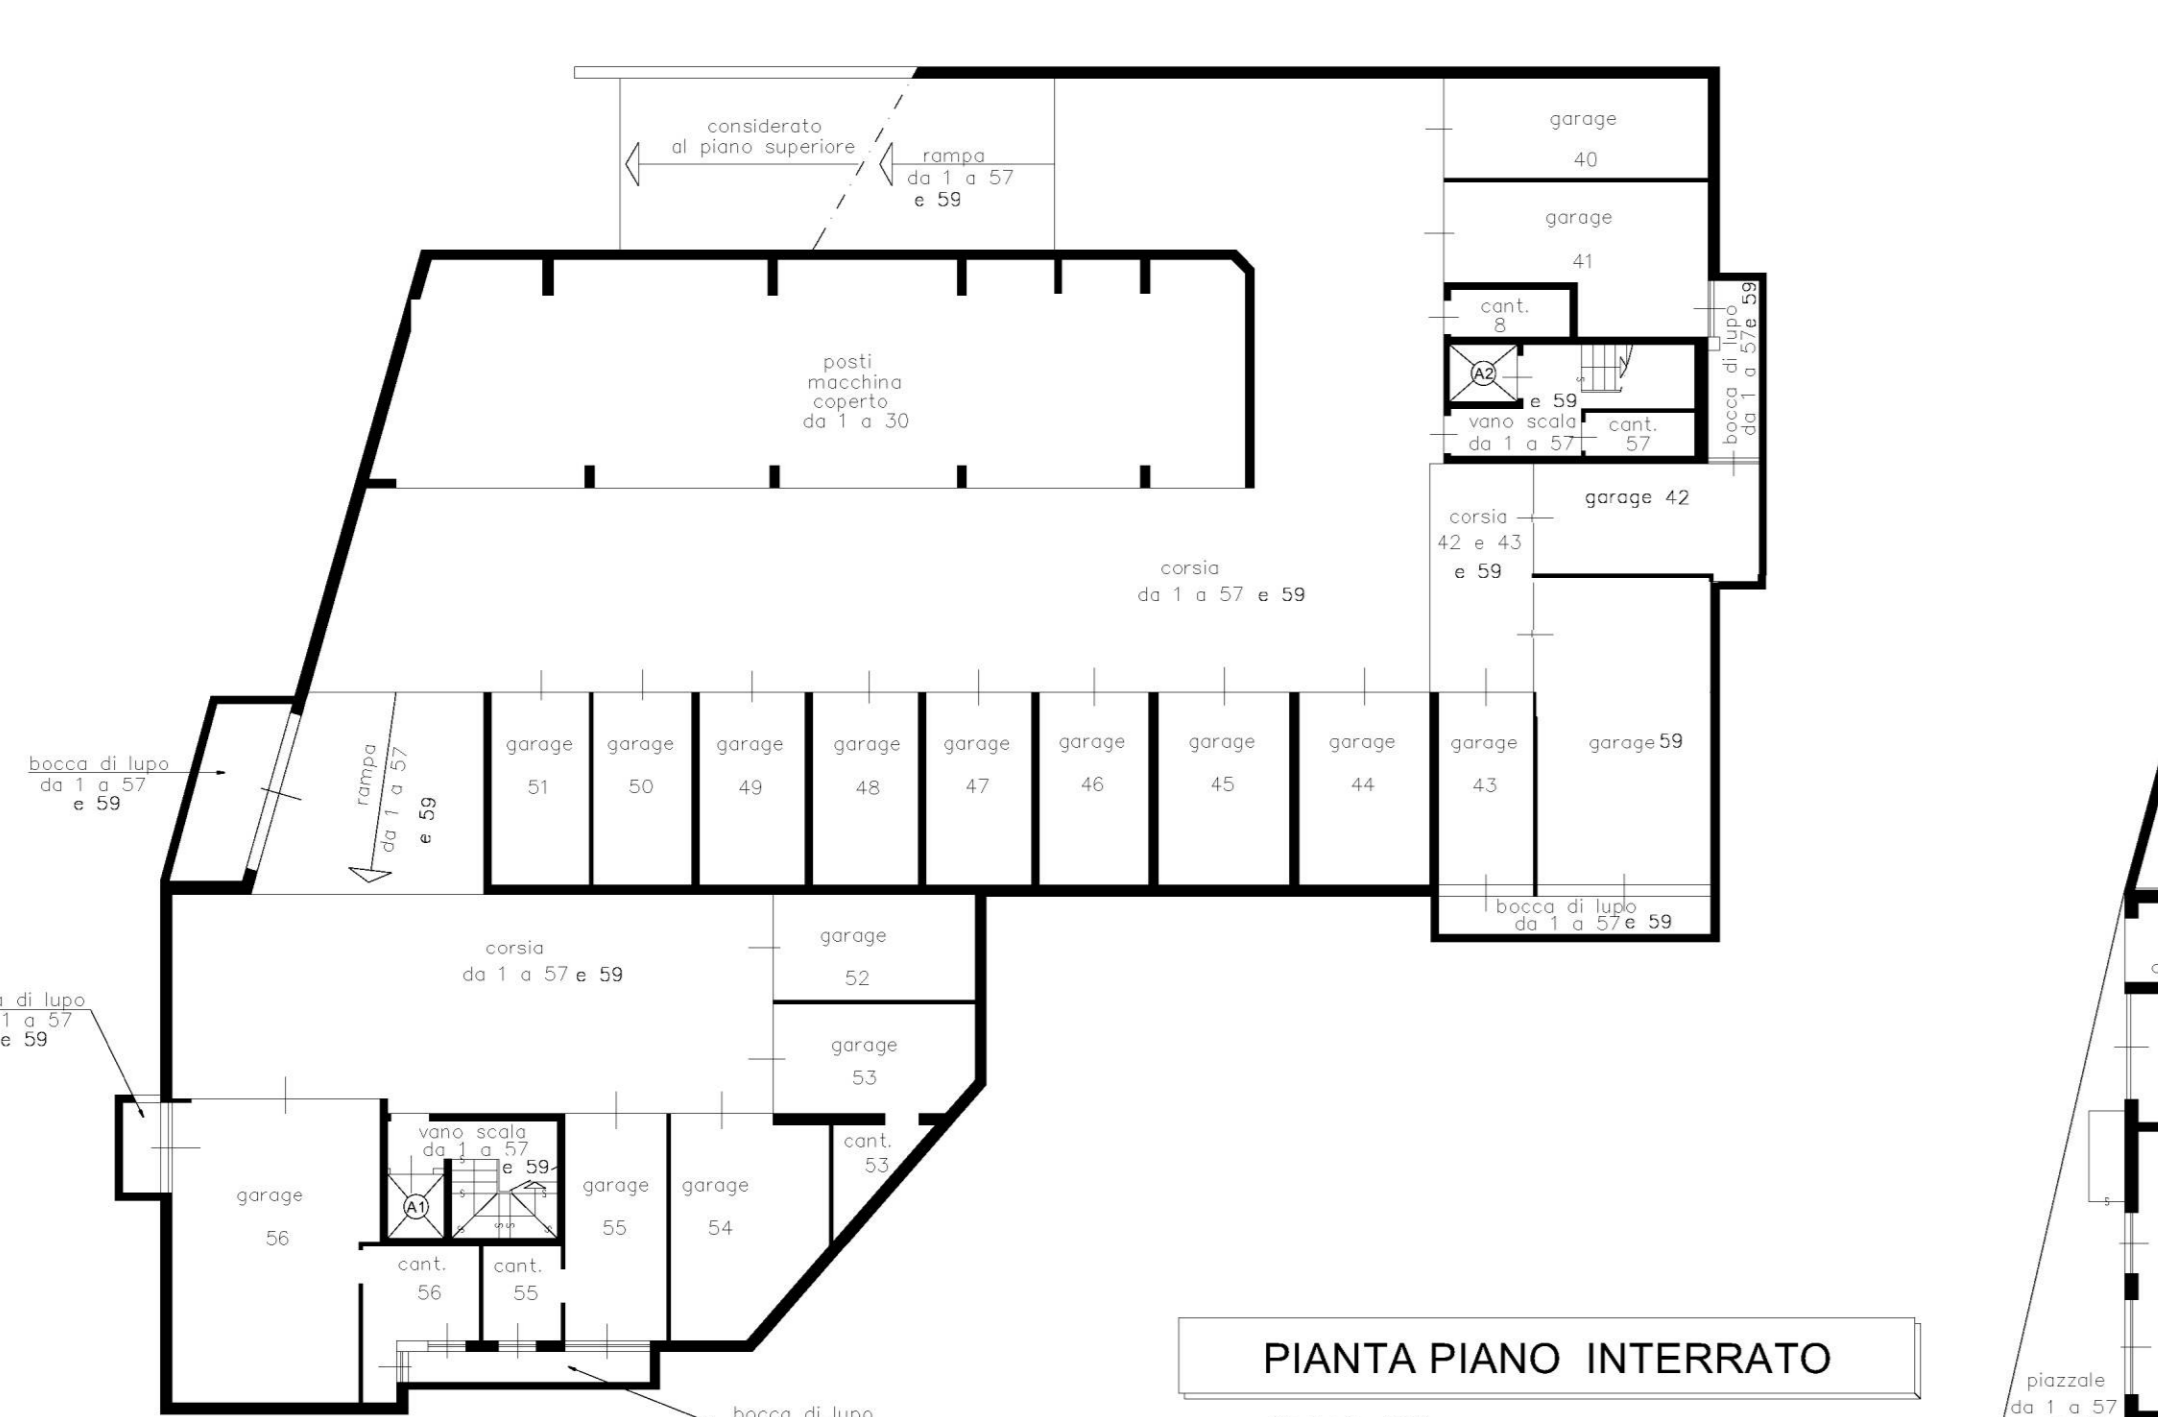 considerato
al piano superiore
rampa
da 1 a 57
e 59
garage
40
garage
41
cant.
8
bocca di lupo
da 1 a 57 e 59
posti
macchina
coperto
da 1 a 30
A2
e 59
vano scala
da 1 a 57
cant.
57
garage 42
corsia
42 e 43
e 59
corsia
da 1 a 57 e 59
bocca di lupo
da 1 a 57
e 59
rampa
da 1 a 57
e 59
garage
51
garage
50
garage
49
garage
48
garage
47
garage
46
garage
45
garage
44
garage
43
garage 59
bocca di lupo
da 1 a 57 e 59
corsia
da 1 a 57 e 59
garage
52
garage
53
di lupo
1 a 57
e 59
vano scala
da 1 a 57
e 59
s
s
s
s
s
s
s
s
A1
cant.
53
garage
56
garage
55
garage
54
cant.
56
cant.
55
bocca di lupo
PIANTA PIANO INTERRATO
s
piazzale
da 1 a 57